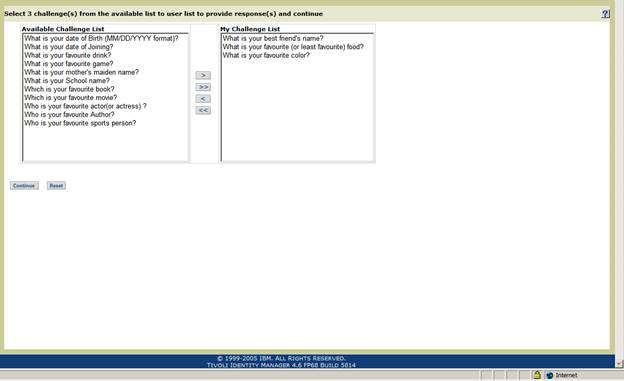 Select 3 challenge(s) from the available list to user list to provide response(s) and continue
?
Available Challenge List
What is your date of Birth (MM/DD/YYYY format)?
What is your date of Joining?
What is your favourite drink?
What is your favourite game?
What is your mother's maiden name?
What is your School name?
Which is your favourite book?
Which is your favourite movie?
Who is your favourite actor(or actress) ?
Who is your favourite Author?
Who is your favourite sports person?
>
>>
<
<<
My Challenge List
What is your best friend's name?
What is your favourite (or least favourite) food?
What is your favourite color?
Continue
Reset
© 1999-2005 IBM. All Rights Reserved.
Tivoli Identity Manager 4.6 FP68 Build 5814
Internet